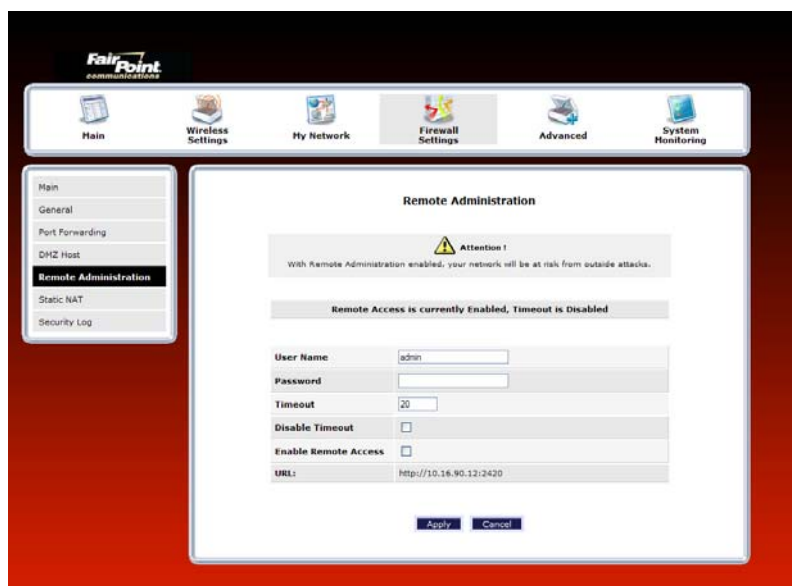 FairPoint
communications
Main
Wireless
Settings
My Network
Firewall
Settings
Advanced
System
Monitoring
Main
General
Port Forwarding
DMZ Host
Remote Administration
Static NAT
Security Log
Remote Administration
Attention !
With Remote Administration enabled, your network will be at risk from outside attacks.
Remote Access is currently Enabled, Timeout is Disabled
User Name admin
Password
Timeout 20
Disable Timeout
Enable Remote Access
URL: http://10.16.90.12:2420
Apply Cancel